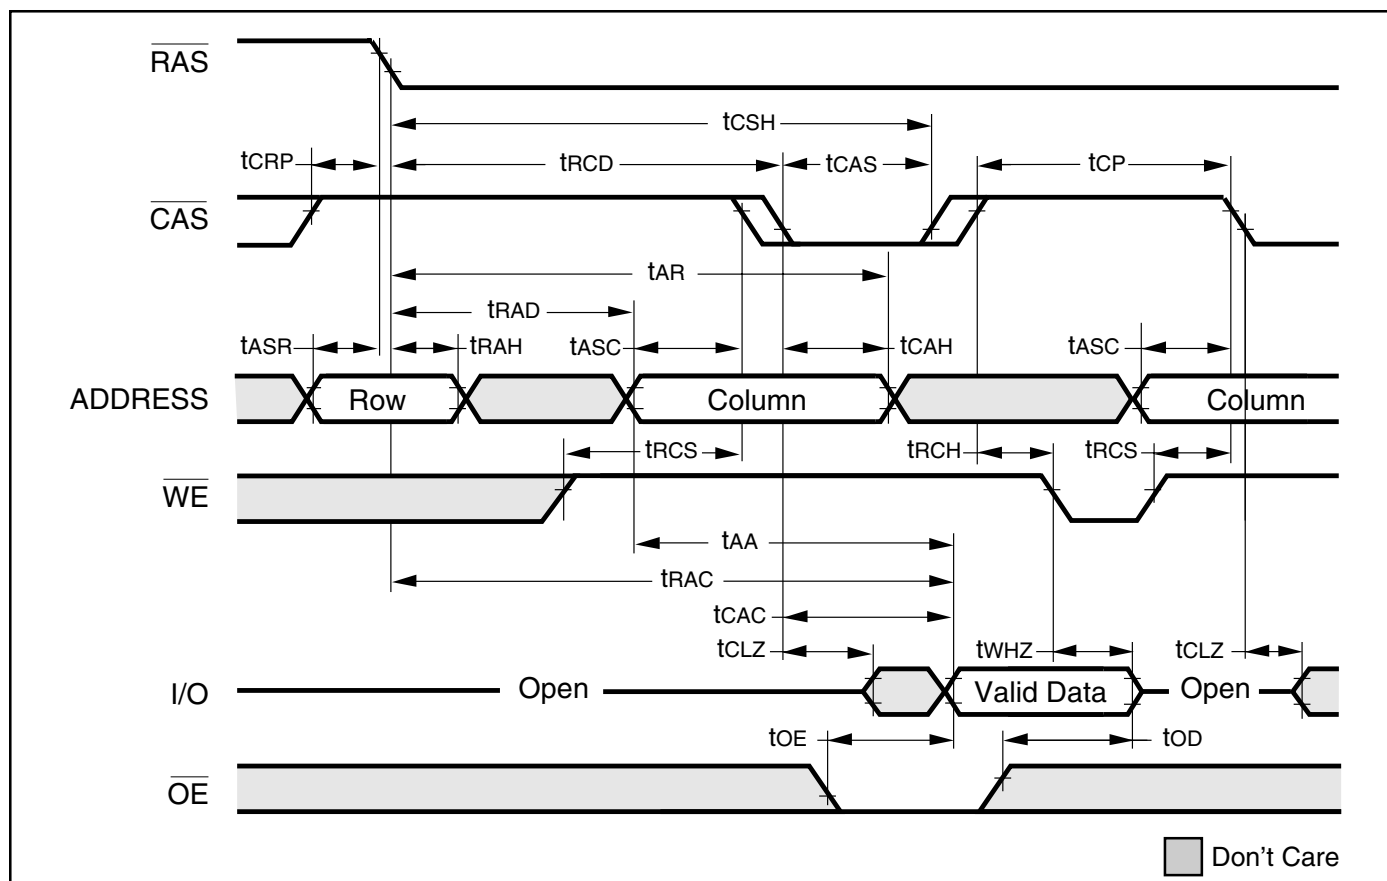 RAS
tCSH
tCRP
tRCD
tCAS
tCP
CAS
tAR
tRAD
tASR
tRAH
tASC
tCAH
tASC
ADDRESS
Row
Column
Column
tRCS
tRCH
tRCS
WE
tAA
tRAC
tCAC
tCLZ
tWHZ
tCLZ
I/O
Open
Valid Data
Open
tOE
tOD
OE
Don't Care